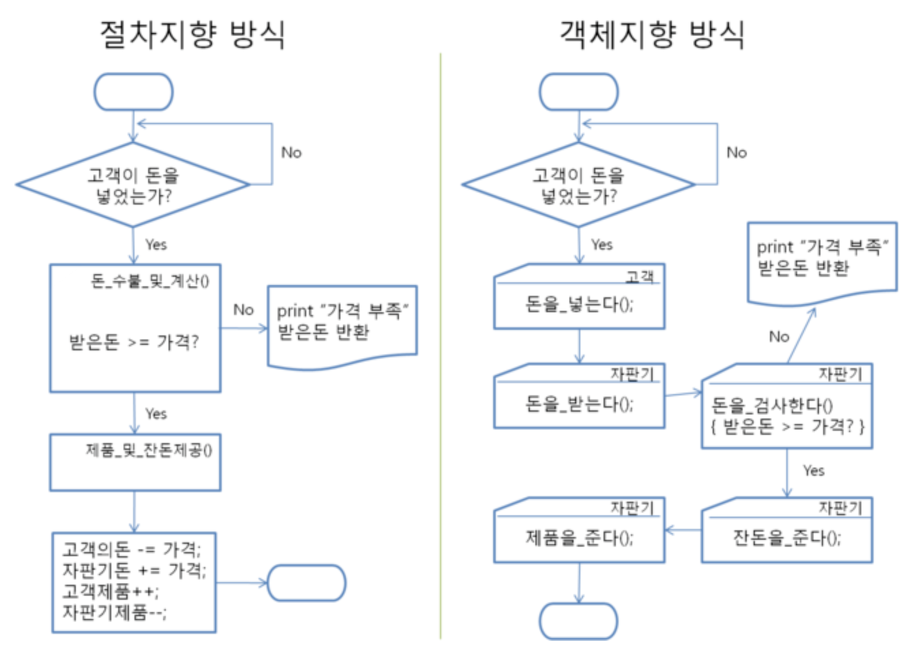 절차지향 방식
No
고객이 돈을
넣었는가?
Yes
돈_수불_및_계산()
받은돈 >= 가격?
No
print “가격 부족”
받은돈 반환
Yes
제품_및_잔돈제공()
고객의돈 -= 가격;
자판기돈 += 가격;
고객제품++;
자판기제품--;
객체지향 방식
No
고객이 돈을
넣었는가?
Yes
고객
돈을_넣는다();
자판기
돈을_받는다();
자판기
돈을_검사한다()
{ 받은돈 >= 가격? }
No
print “가격 부족”
받은돈 반환
Yes
자판기
잔돈을_준다();
자판기
제품을_준다();